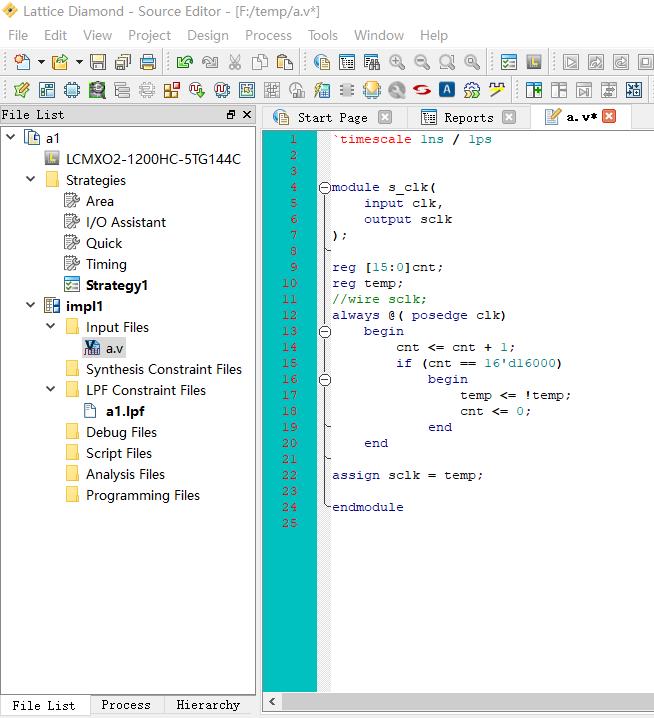 Lattice Diamond - Source Editor - [F:/temp/a.v*]
File Edit View Project Design Process Tools Window Help
File List
Start Page Reports a.v*
a1
LCMXO2-1200HC-5TG144C
Strategies
Area
I/O Assistant
Quick
Timing
Strategy1
impl1
Input Files
a.v
Synthesis Constraint Files
LPF Constraint Files
a1.lpf
Debug Files
Script Files
Analysis Files
Programming Files
1 `timescale 1ns / 1ps
2
3
4 module s_clk(
5 input clk,
6 output sclk
7 );
8
9 reg [15:0]cnt;
10 reg temp;
11 //wire sclk;
12 always @( posedge clk)
13 begin
14 cnt <= cnt + 1;
15 if (cnt == 16'd16000)
16 begin
17 temp <= !temp;
18 cnt <= 0;
19 end
20 end
21
22 assign sclk = temp;
23
24 endmodule
25
File List Process Hierarchy